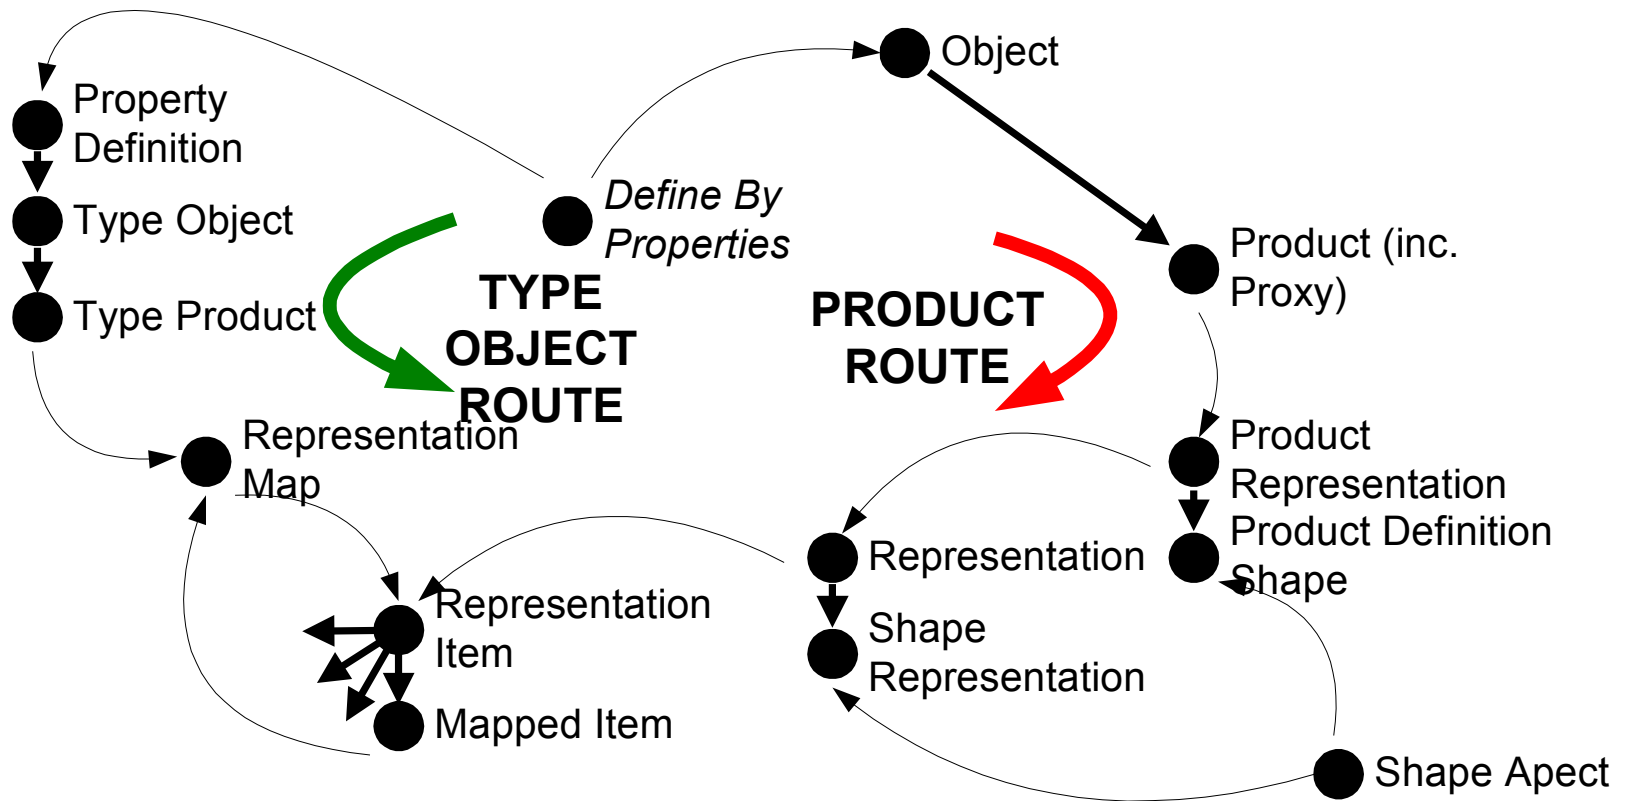 Object
Property
Definition
Define By
Properties
Type Object
Product (inc.
Proxy)
Type Product
TYPE
OBJECT
ROUTE
PRODUCT
ROUTE
Representation
Map
Product
Representation
Product Definition
Shape
Representation
Shape
Representation
Representation
Item
Mapped Item
Shape Apect